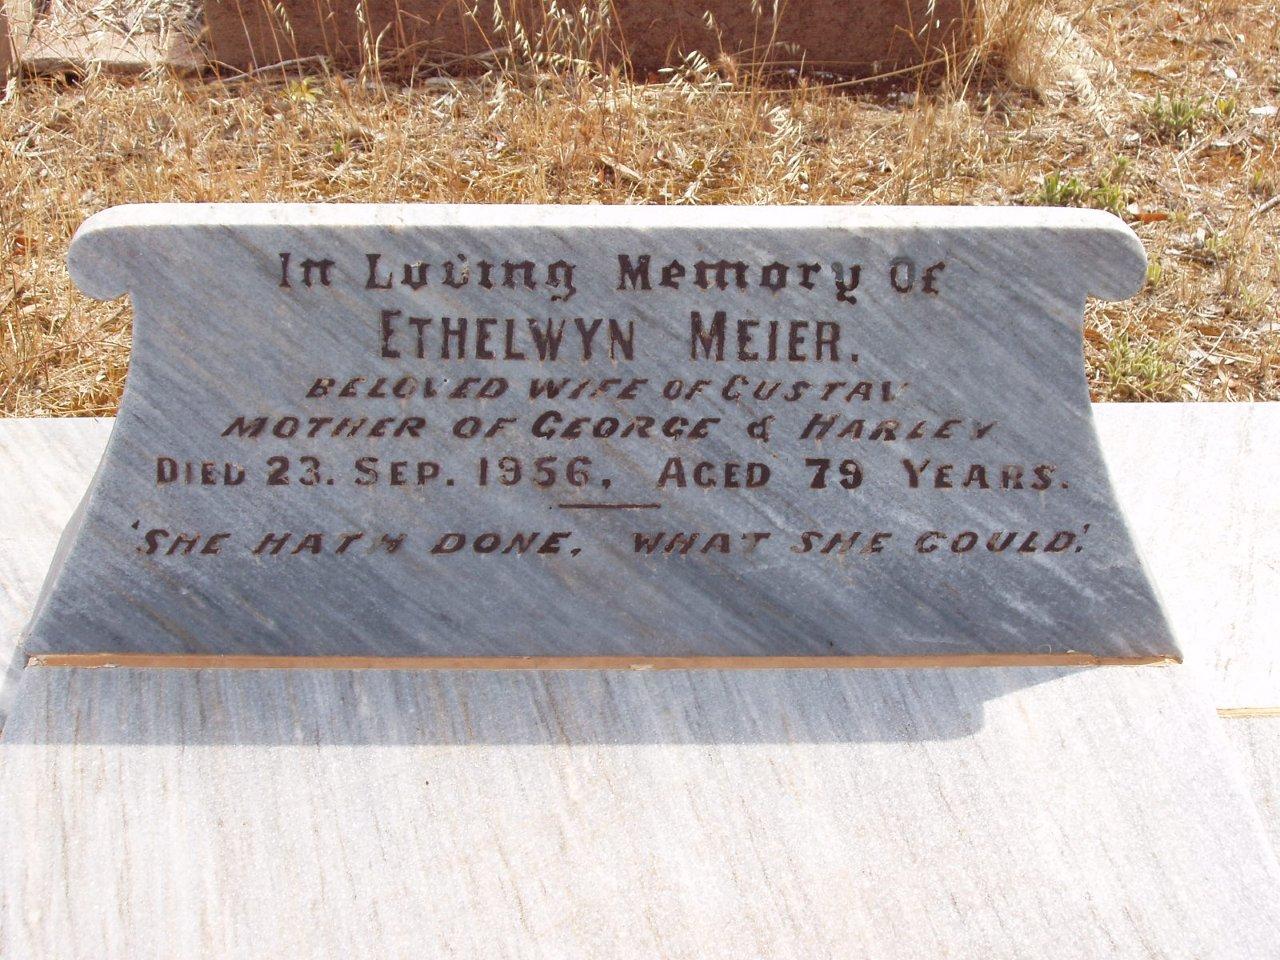 In Loving Memory Of
ETHELWYN MEIER.
BELOVED WIFE OF GUSTAV
MOTHER OF GEORGE & HARLEY
DIED 23. SEP. 1956, AGED 79 YEARS.
'SHE HATH DONE, WHAT SHE COULD.'